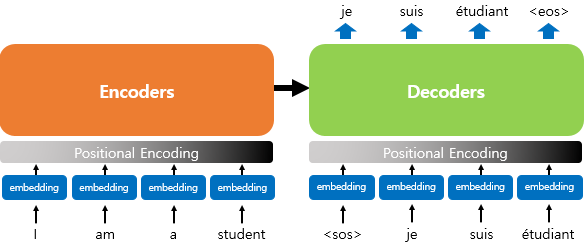 je suis étudiant <eos>
Encoders
Decoders
Positional Encoding
Positional Encoding
embedding embedding embedding embedding
embedding embedding embedding embedding
I am a student
<sos> je suis étudiant